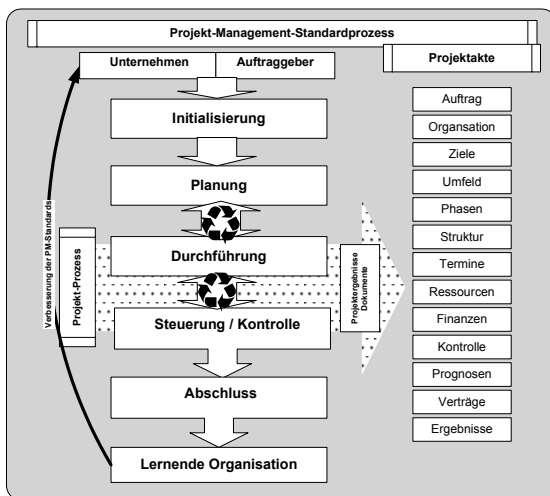 Projekt-Management-Standardprozess
Unternehmen
Auftraggeber
Projektakte
Initialisierung
Planung
Durchführung
Steuerung / Kontrolle
Abschluss
Lernende Organisation
Verbesserung der PM-Standards
Projekt-Prozess
Projektergebnisse
Dokumente
Auftrag
Organsation
Ziele
Umfeld
Phasen
Struktur
Termine
Ressourcen
Finanzen
Kontrolle
Prognosen
Verträge
Ergebnisse